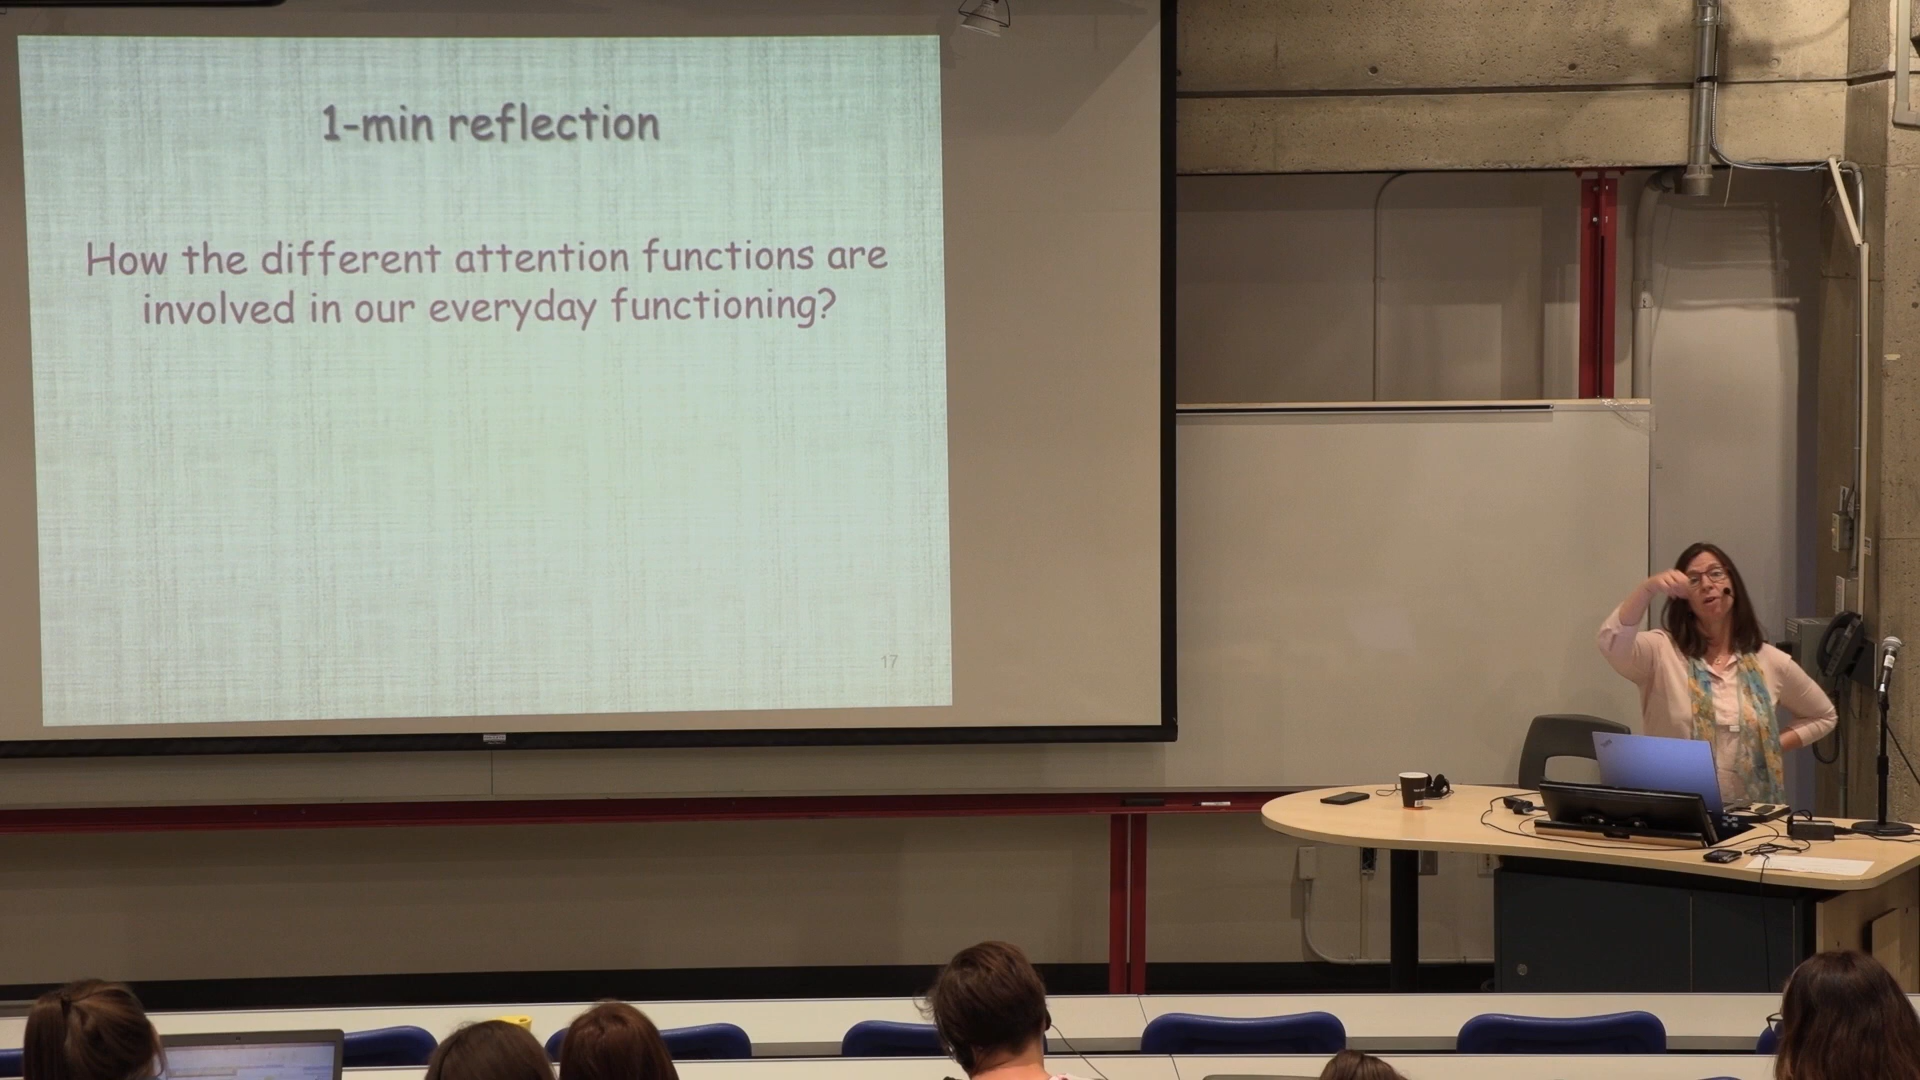 1-min reflection
How the different attention functions are
involved in our everyday functioning?
17